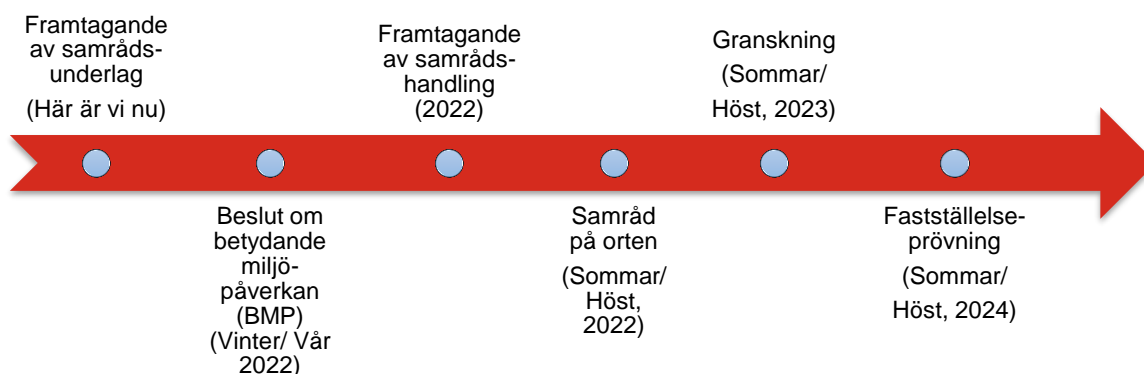 Framtagande
av samråds-
underlag
(Här är vi nu)
Beslut om
betydande
miljö-
påverkan
(BMP)
(Vinter/ Vår
2022)
Framtagande
av samråds-
handling
(2022)
Samråd
på orten
(Sommar/
Höst,
2022)
Granskning
(Sommar/
Höst, 2023)
Fastställelse-
prövning
(Sommar/
Höst, 2024)